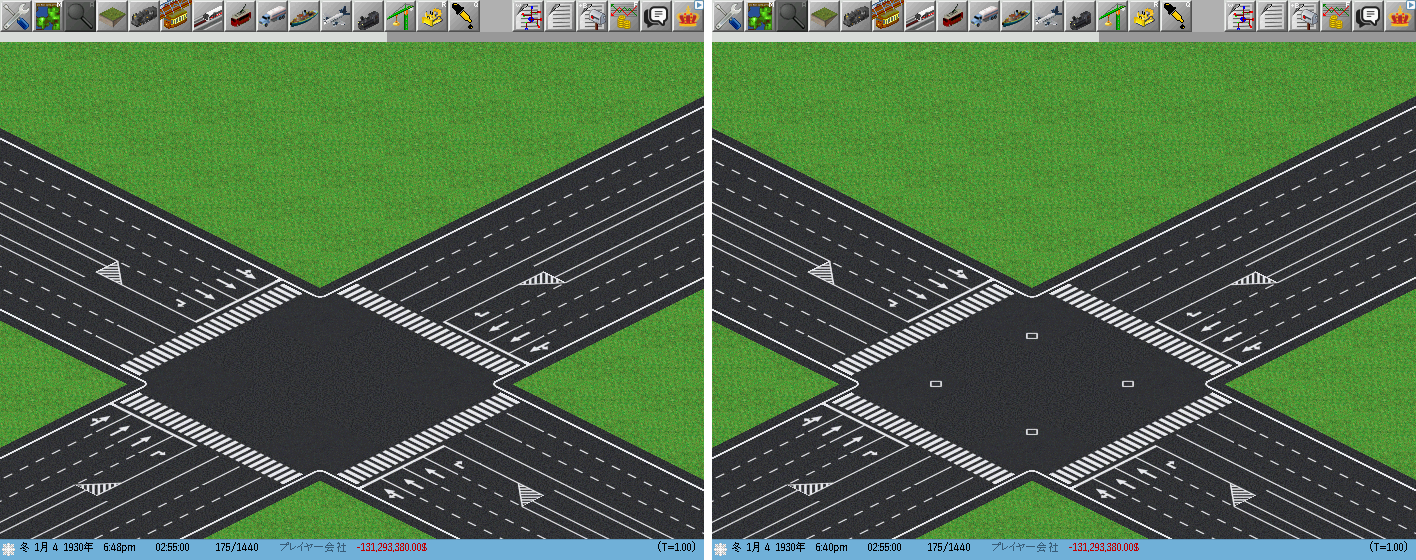 冬 1月 4 1930年 6:48pm 02:55:00 175/1440 プレイヤー会社 -131,293,380.00$ (T=1.00)
冬 1月 4 1930年 6:40pm 02:55:00 175/1440 プレイヤー会社 -131,293,380.00$ (T=1.00)